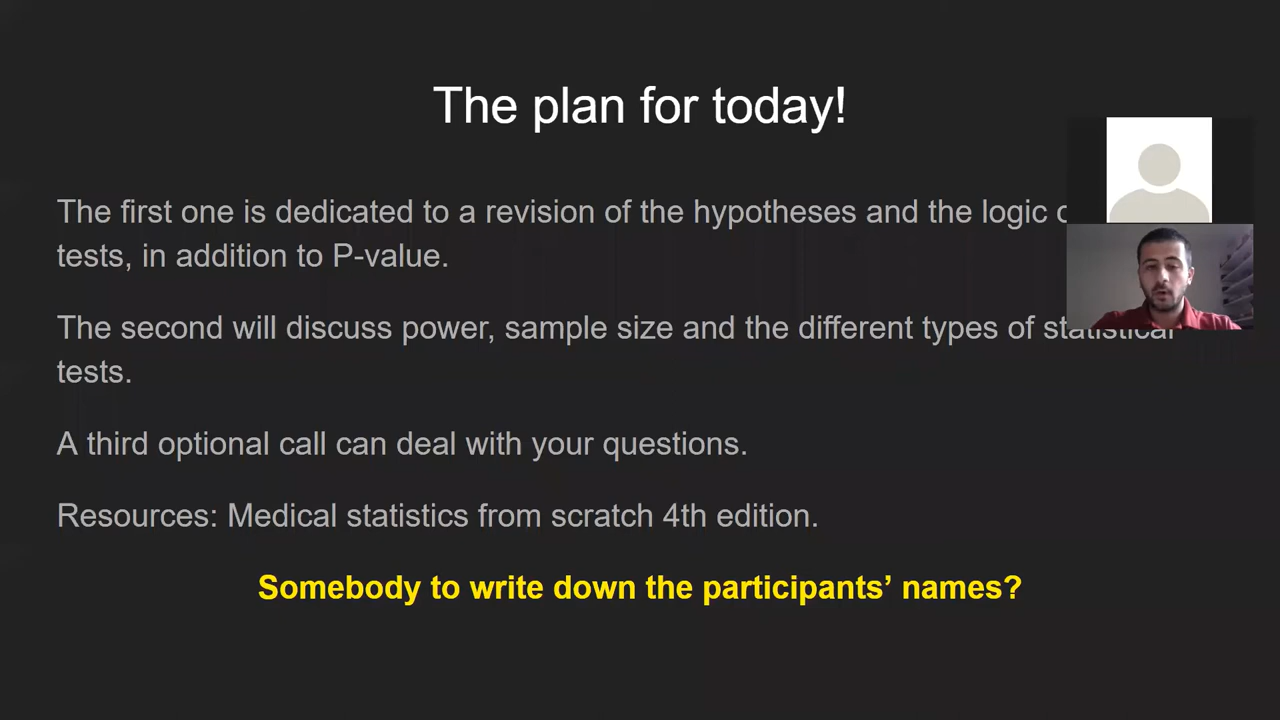 The plan for today!
The first one is dedicated to a revision of the hypotheses and the logic
tests, in addition to P-value.
The second will discuss power, sample size and the different types of statistical
tests.
A third optional call can deal with your questions.
Resources: Medical statistics from scratch 4th edition.
Somebody to write down the participants’ names?